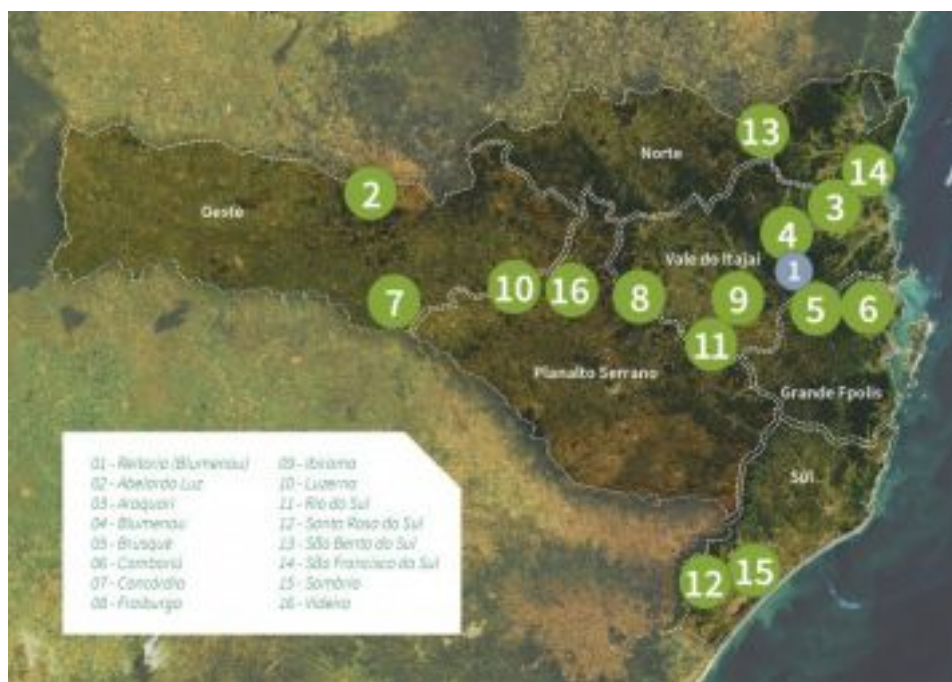 13
Norte
14
2
3
Oeste
4
Vale do Itajaí
1
10
16
7
8
9
5
6
11
Planalto Serrano
Grande Fpolis
Sul
12
15
01 - Reitoria (Blumenau)
02 - Abelardo Luz
03 - Araquari
04 - Blumenau
05 - Brusque
06 - Camboriú
07 - Concórdia
08 - Fraiburgo
09 - Ibirama
10 - Luzerna
11 - Rio do Sul
12 - Santa Rosa do Sul
13 - São Bento do Sul
14 - São Francisco do Sul
15 - Sombrio
16 - Videira